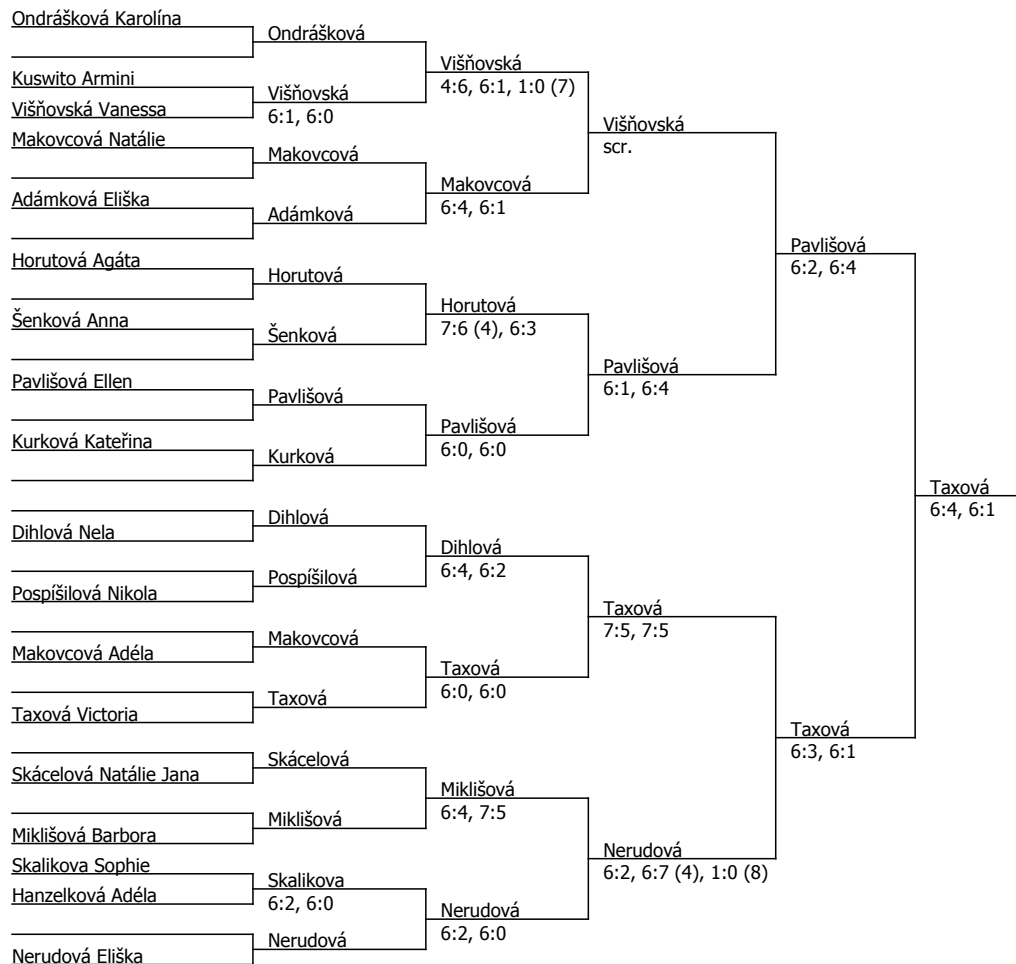 Ondrášková Karolína
Kuswito Armini
Višňovská Vanessa
Makovcová Natálie
Adámková Eliška
Horutová Agáta
Šenková Anna
Pavlišová Ellen
Kurková Kateřina
Dihlová Nela
Pospíšilová Nikola
Makovcová Adéla
Taxová Victoria
Skácelová Natálie Jana
Miklišová Barbora
Skalikova Sophie
Hanzelková Adéla
Nerudová Eliška
Ondrášková
Višňovská
6:1, 6:0
Makovcová
Adámková
Horutová
Šenková
Pavlišová
Kurková
Dihlová
Pospíšilová
Makovcová
Taxová
Skácelová
Miklišová
Skalikova
6:2, 6:0
Nerudová
Višňovská
4:6, 6:1, 1:0 (7)
Makovcová
6:4, 6:1
Horutová
7:6 (4), 6:3
Pavlišová
6:0, 6:0
Dihlová
6:4, 6:2
Taxová
6:0, 6:0
Miklišová
6:4, 7:5
Nerudová
6:2, 6:0
Višňovská
scr.
Pavlišová
6:1, 6:4
Taxová
7:5, 7:5
Nerudová
6:2, 6:7 (4), 1:0 (8)
Pavlišová
6:2, 6:4
Taxová
6:3, 6:1
Taxová
6:4, 6:1